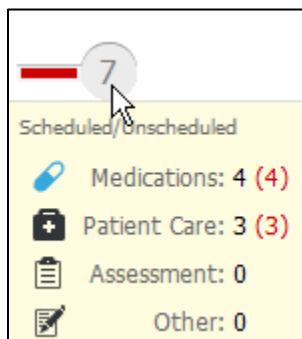 7
Scheduled/Unscheduled
Medications: 4 (4)
Patient Care: 3 (3)
Assessment: 0
Other: 0